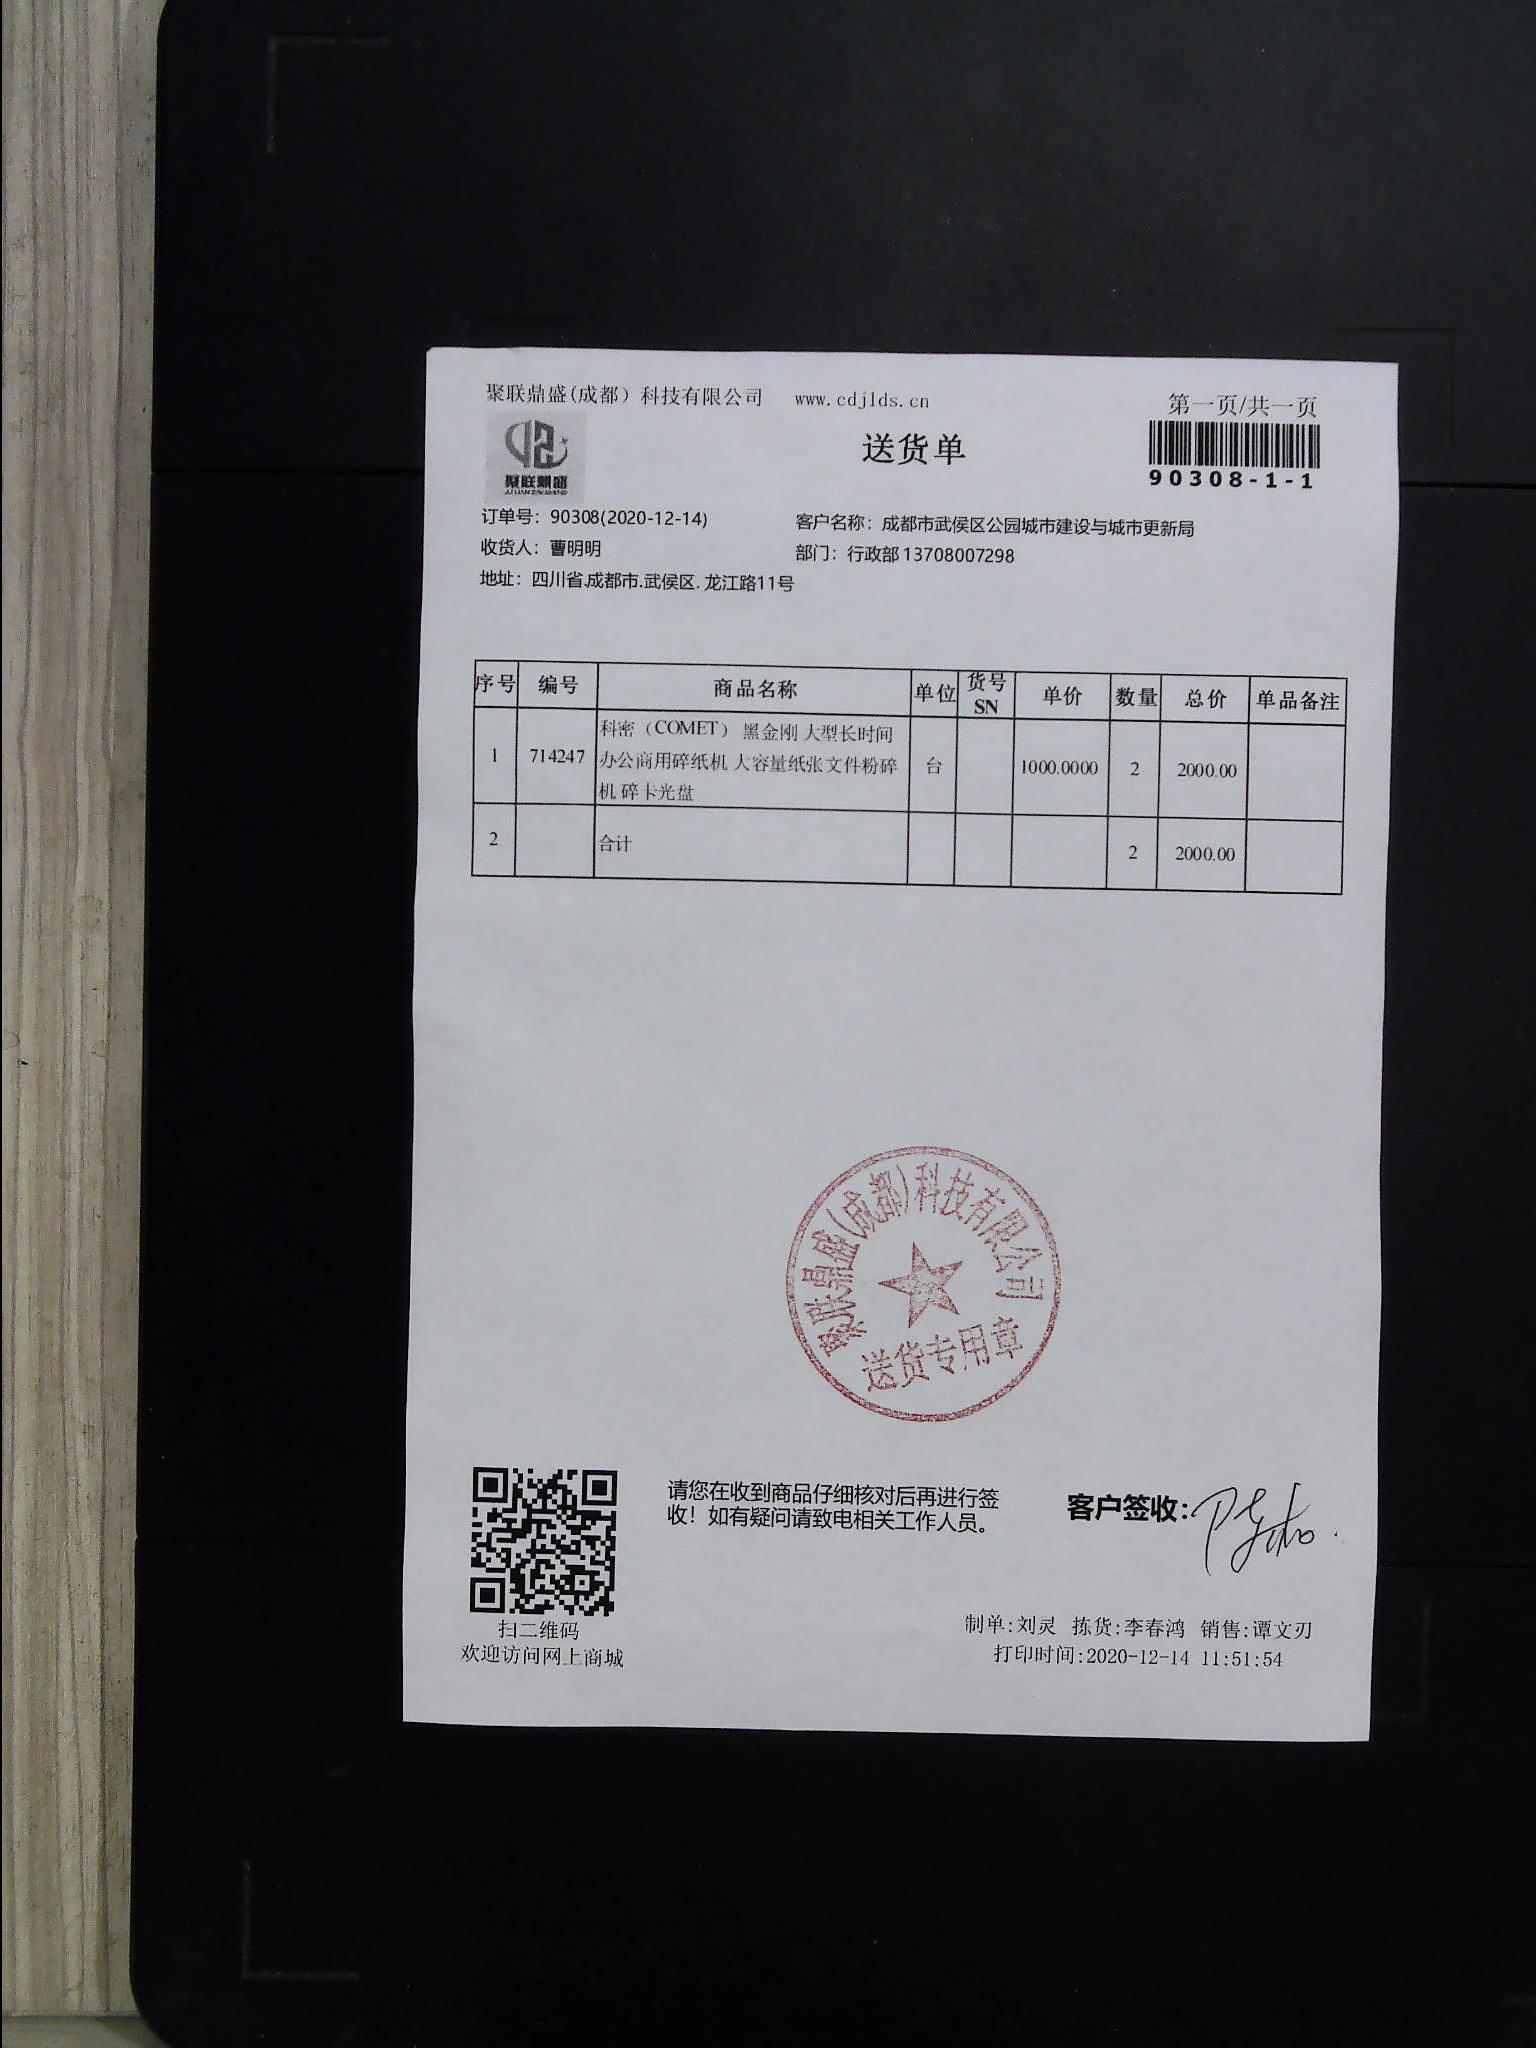 聚联鼎盛(成都）科技有限公司 www.cdjlds.cn
第一页/共一页
聚联鼎盛
送货单
90308-1-1
订单号：90308(2020-12-14)
客户名称：成都市武侯区公园城市建设与城市更新局
收货人：曹明明
部门：行政部 13708007298
地址：四川省.成都市.武侯区. 龙江路11号
序号 编号 商品名称 单位 货号SN 单价 数量 总价 单品备注
1 714247 科密（COMET） 黑金刚 大型长时间
办公商用碎纸机 大容量纸张文件粉碎
机 碎卡光盘 台 1000.0000 2 2000.00
2 合计 2 2000.00
聚联鼎盛(成都)科技有限公司
送货专用章
请您在收到商品仔细核对后再进行签
收！如有疑问请致电相关工作人员。
客户签收：
扫二维码
欢迎访问网上商城
制单:刘灵 拣货:李春鸿 销售:谭文刃
打印时间:2020-12-14 11:51:54